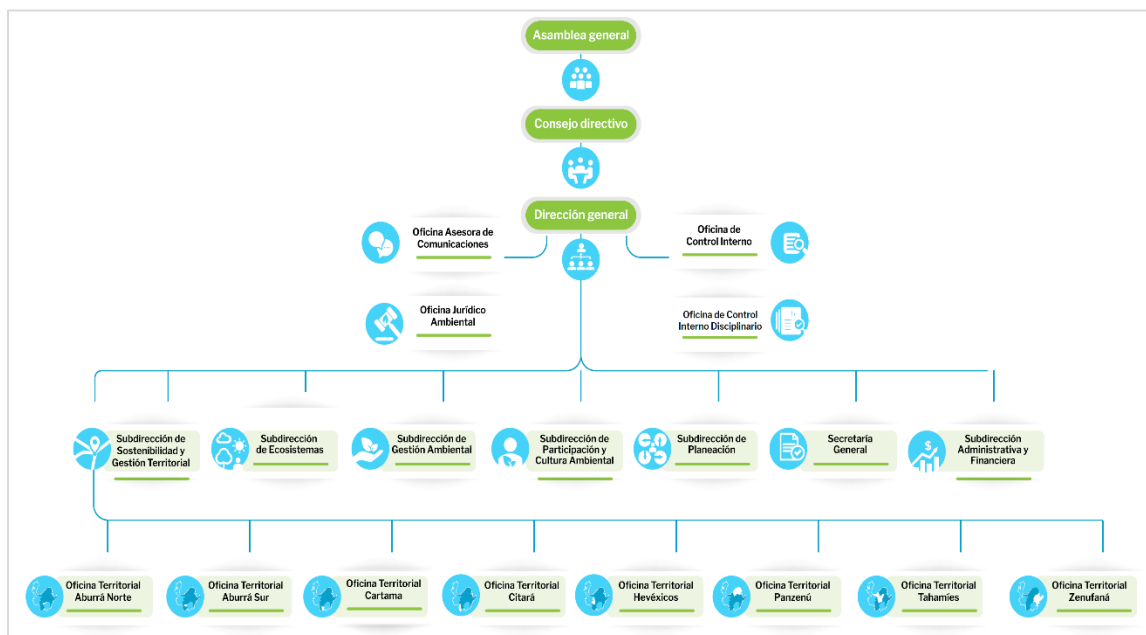 Asamblea general
Consejo directivo
Dirección general
Oficina Asesora de
Comunicaciones
Oficina de
Control Interno
Oficina Jurídico
Ambiental
Oficina de Control
Interno Disciplinario
Subdirección de
Sostenibilidad y
Gestión Territorial
Subdirección
de Ecosistemas
Subdirección de
Gestión Ambiental
Subdirección de
Participación y
Cultura Ambiental
Subdirección de
Planeación
Secretaría
General
Subdirección
Administrativa y
Financiera
Oficina Territorial
Aburrá Norte
Oficina Territorial
Aburrá Sur
Oficina Territorial
Cartama
Oficina Territorial
Citará
Oficina Territorial
Hevéxicos
Oficina Territorial
Panzenú
Oficina Territorial
Tahamíes
Oficina Territorial
Zenufaná